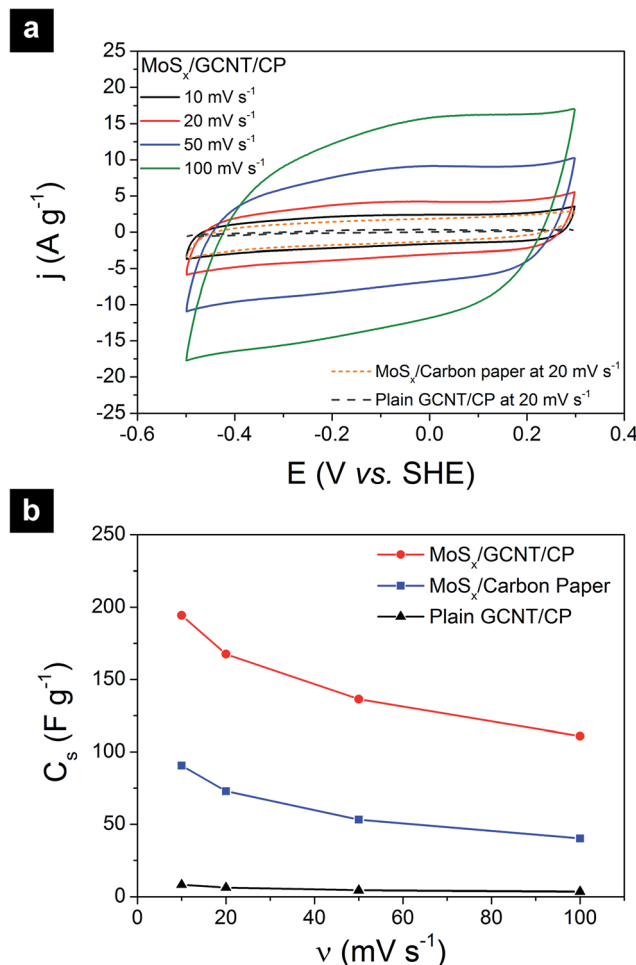 a
MoSₓ/GCNT/CP
10 mV s⁻¹
20 mV s⁻¹
50 mV s⁻¹
100 mV s⁻¹
25
20
15
10
5
0
-5
-10
-15
-20
-25
j (A g⁻¹)
MoSₓ/Carbon paper at 20 mV s⁻¹
Plain GCNT/CP at 20 mV s⁻¹
-0.6 -0.4 -0.2 0.0 0.2 0.4
E (V vs. SHE)
b
250
200
150
100
50
0
Cₛ (F g⁻¹)
MoSₓ/GCNT/CP
MoSₓ/Carbon Paper
Plain GCNT/CP
0 20 40 60 80 100
ν (mV s⁻¹)